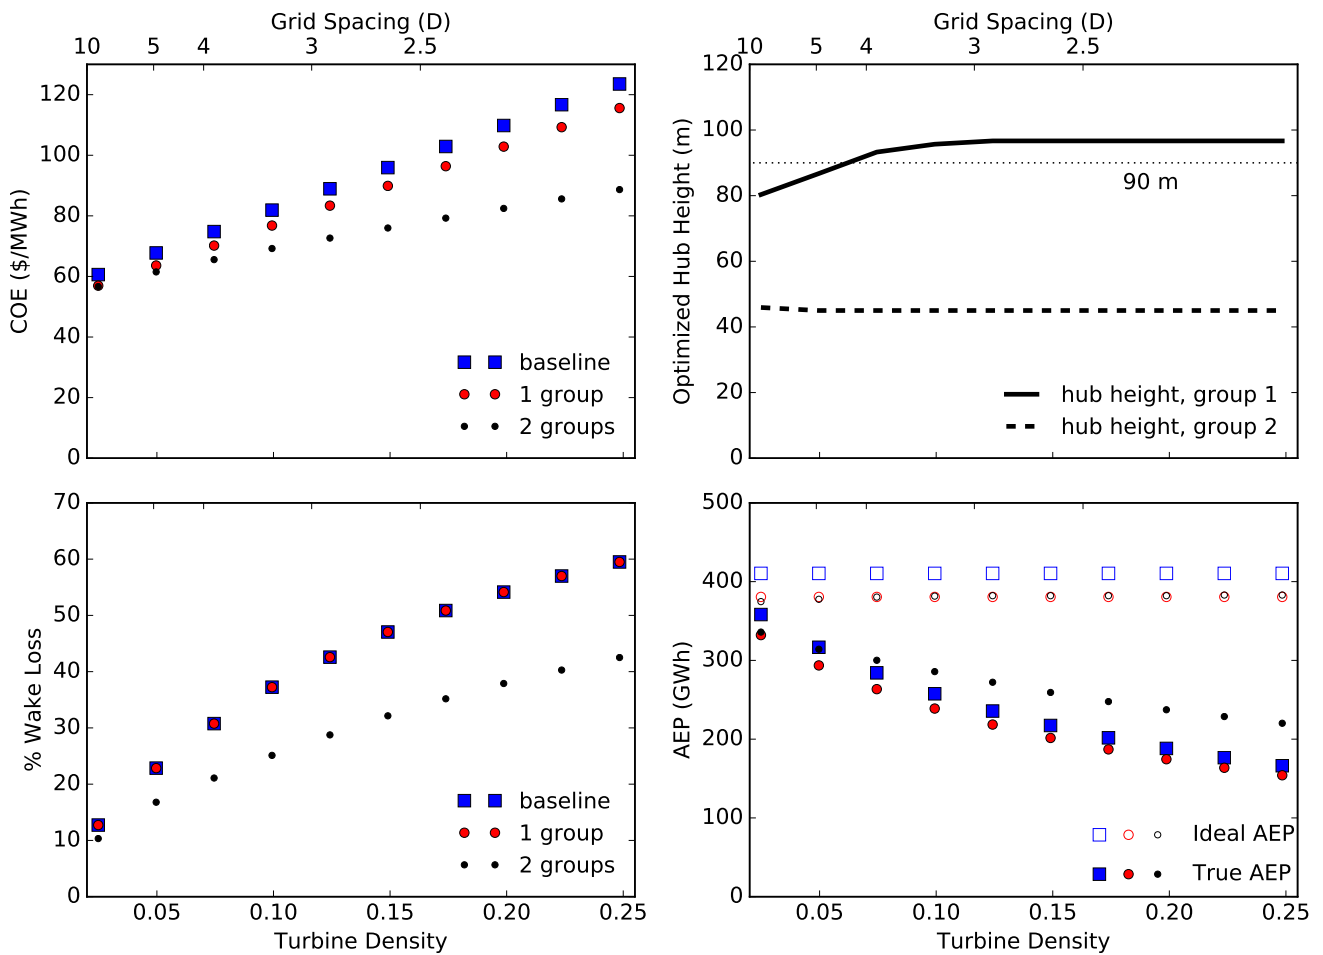 Grid Spacing (D)
10 5 4 3 2.5
COE ($/MWh)
120
100
80
60
40
20
0
baseline
1 group
2 groups
Grid Spacing (D)
10 5 4 3 2.5
Optimized Hub Height (m)
120
100
80
60
40
20
0
90 m
hub height, group 1
hub height, group 2
% Wake Loss
70
60
50
40
30
20
10
0
baseline
1 group
2 groups
0.05 0.10 0.15 0.20 0.25
Turbine Density
AEP (GWh)
500
400
300
200
100
0
Ideal AEP
True AEP
0.05 0.10 0.15 0.20 0.25
Turbine Density